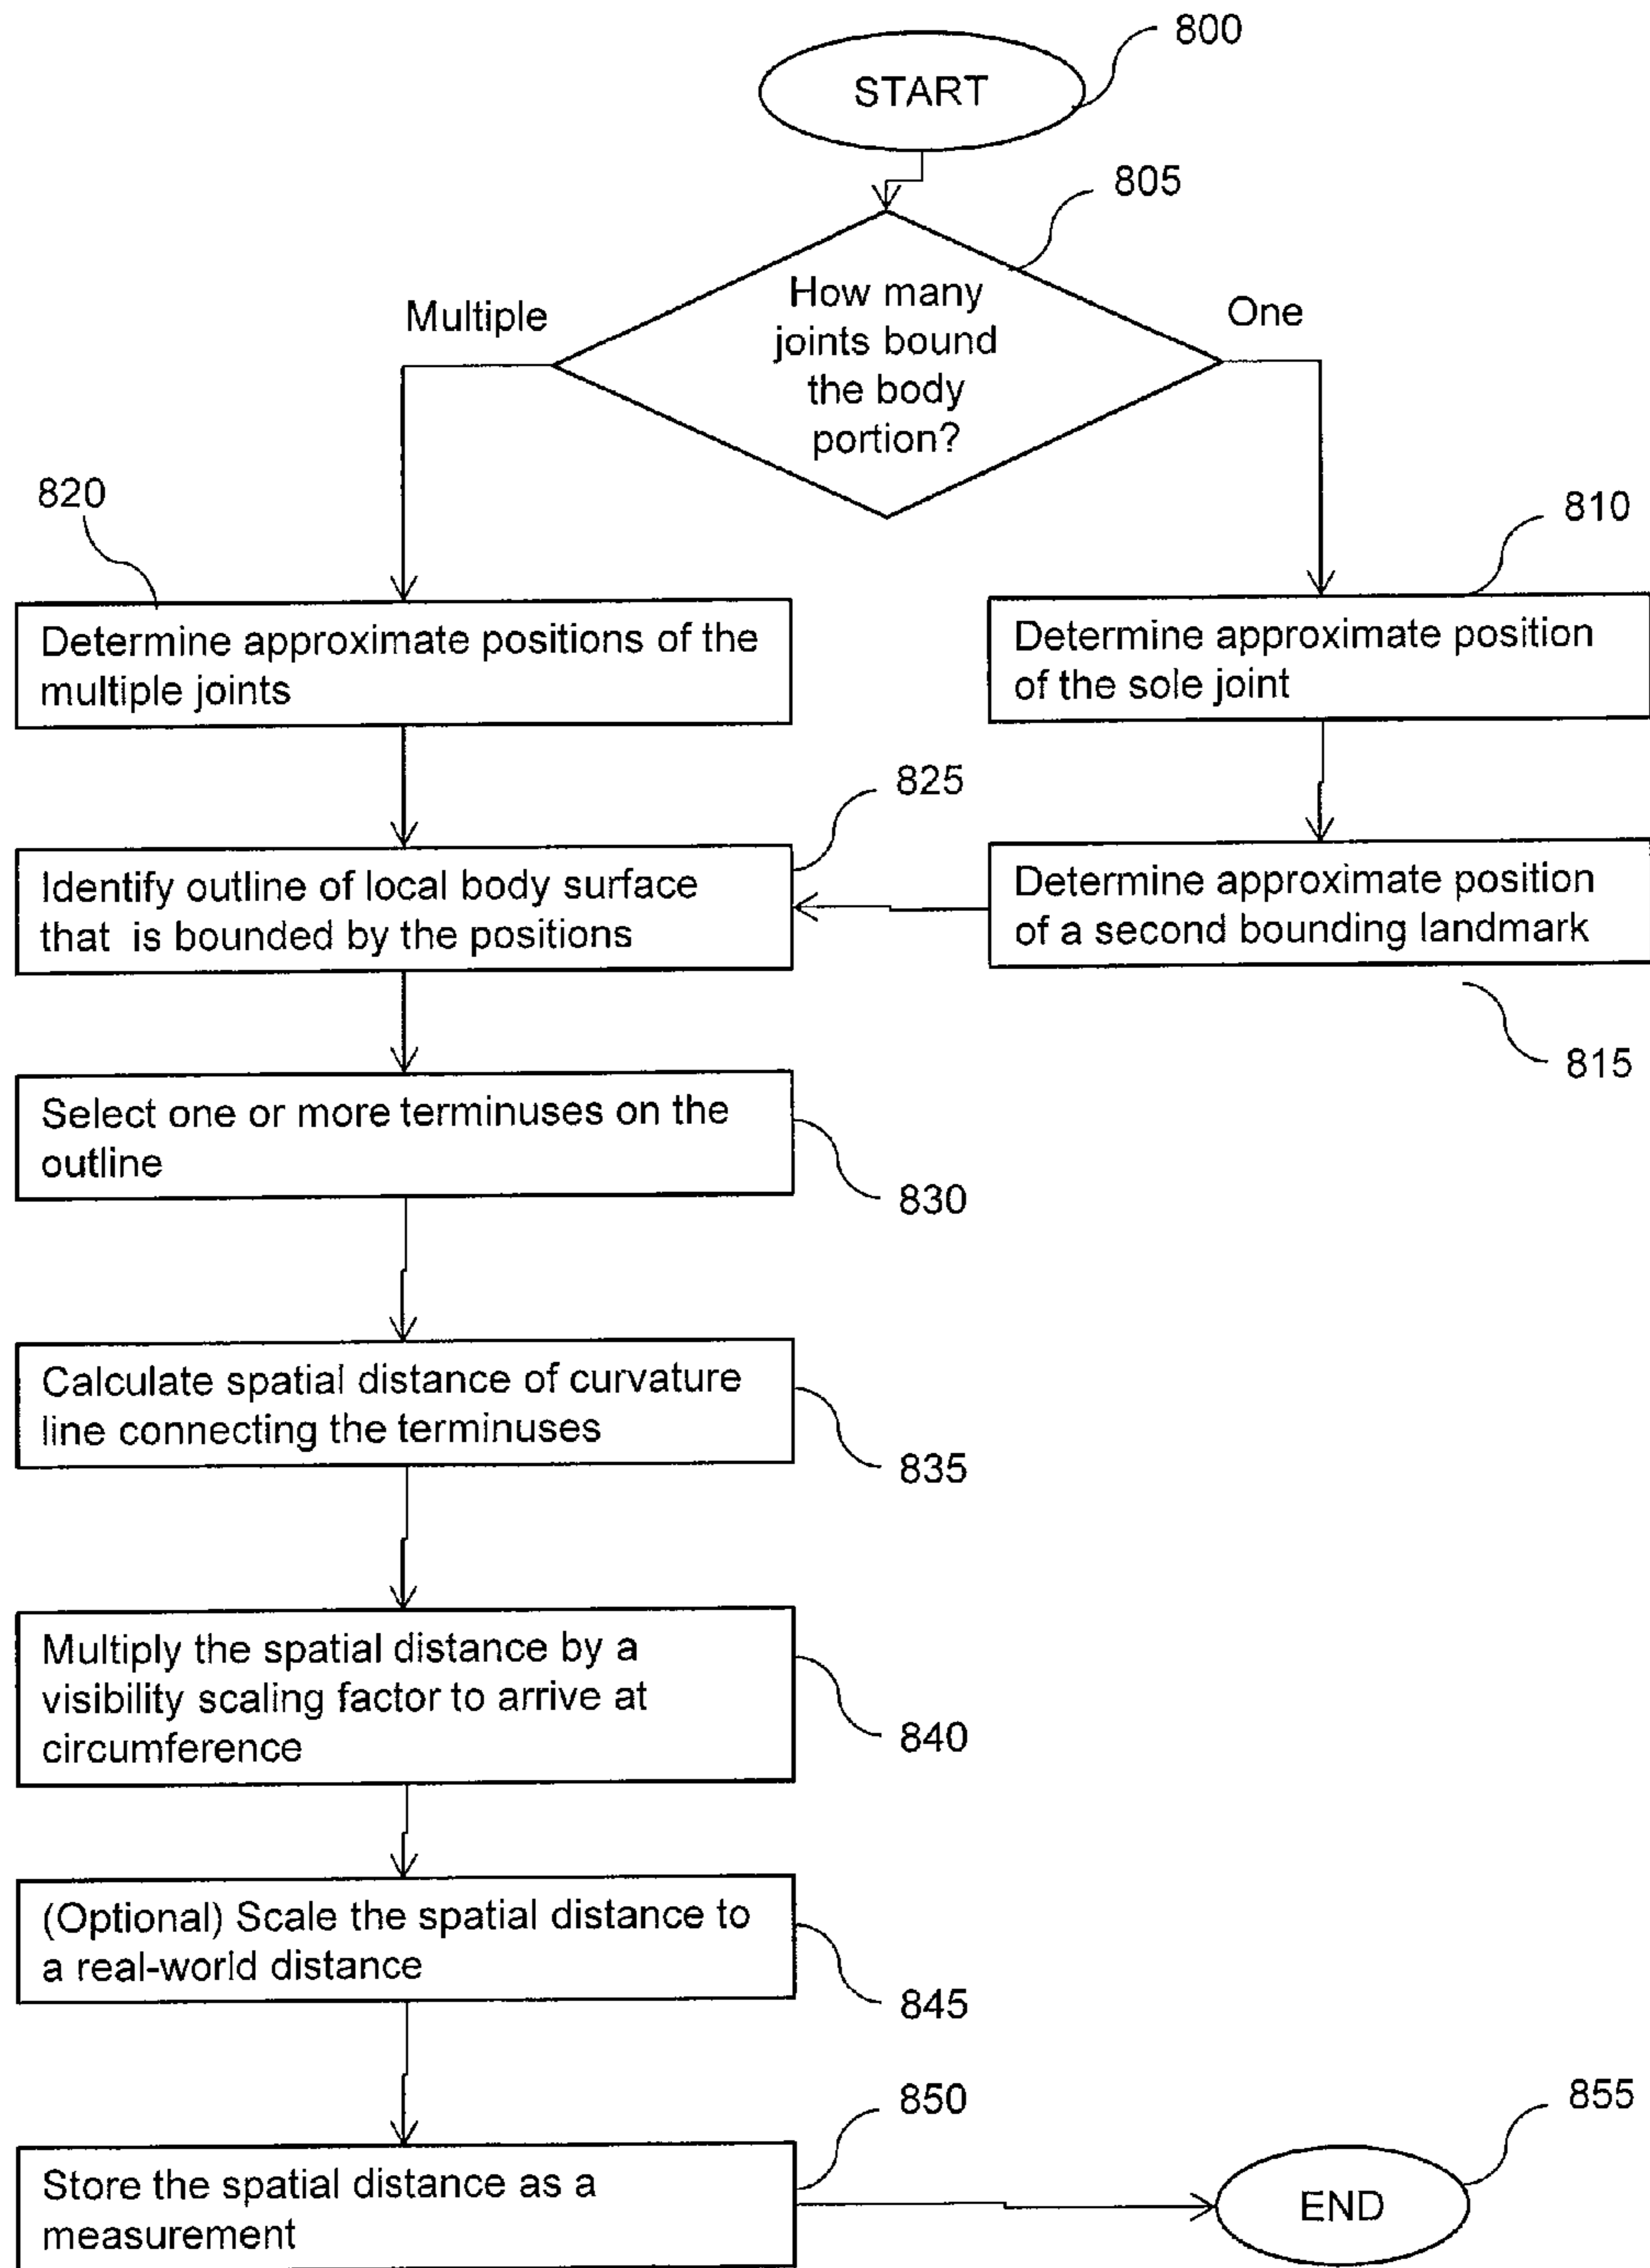 800
START
805
How many
joints bound
the body
portion?
Multiple
One
820
810
Determine approximate positions of the
multiple joints
Determine approximate position
of the sole joint
825
Identify outline of local body surface
that is bounded by the positions
Determine approximate position
of a second bounding landmark
815
Select one or more terminuses on the
outline
830
Calculate spatial distance of curvature
line connecting the terminuses
835
Multiply the spatial distance by a
visibility scaling factor to arrive at
circumference
840
(Optional) Scale the spatial distance to
a real-world distance
845
850
855
Store the spatial distance as a
measurement
END